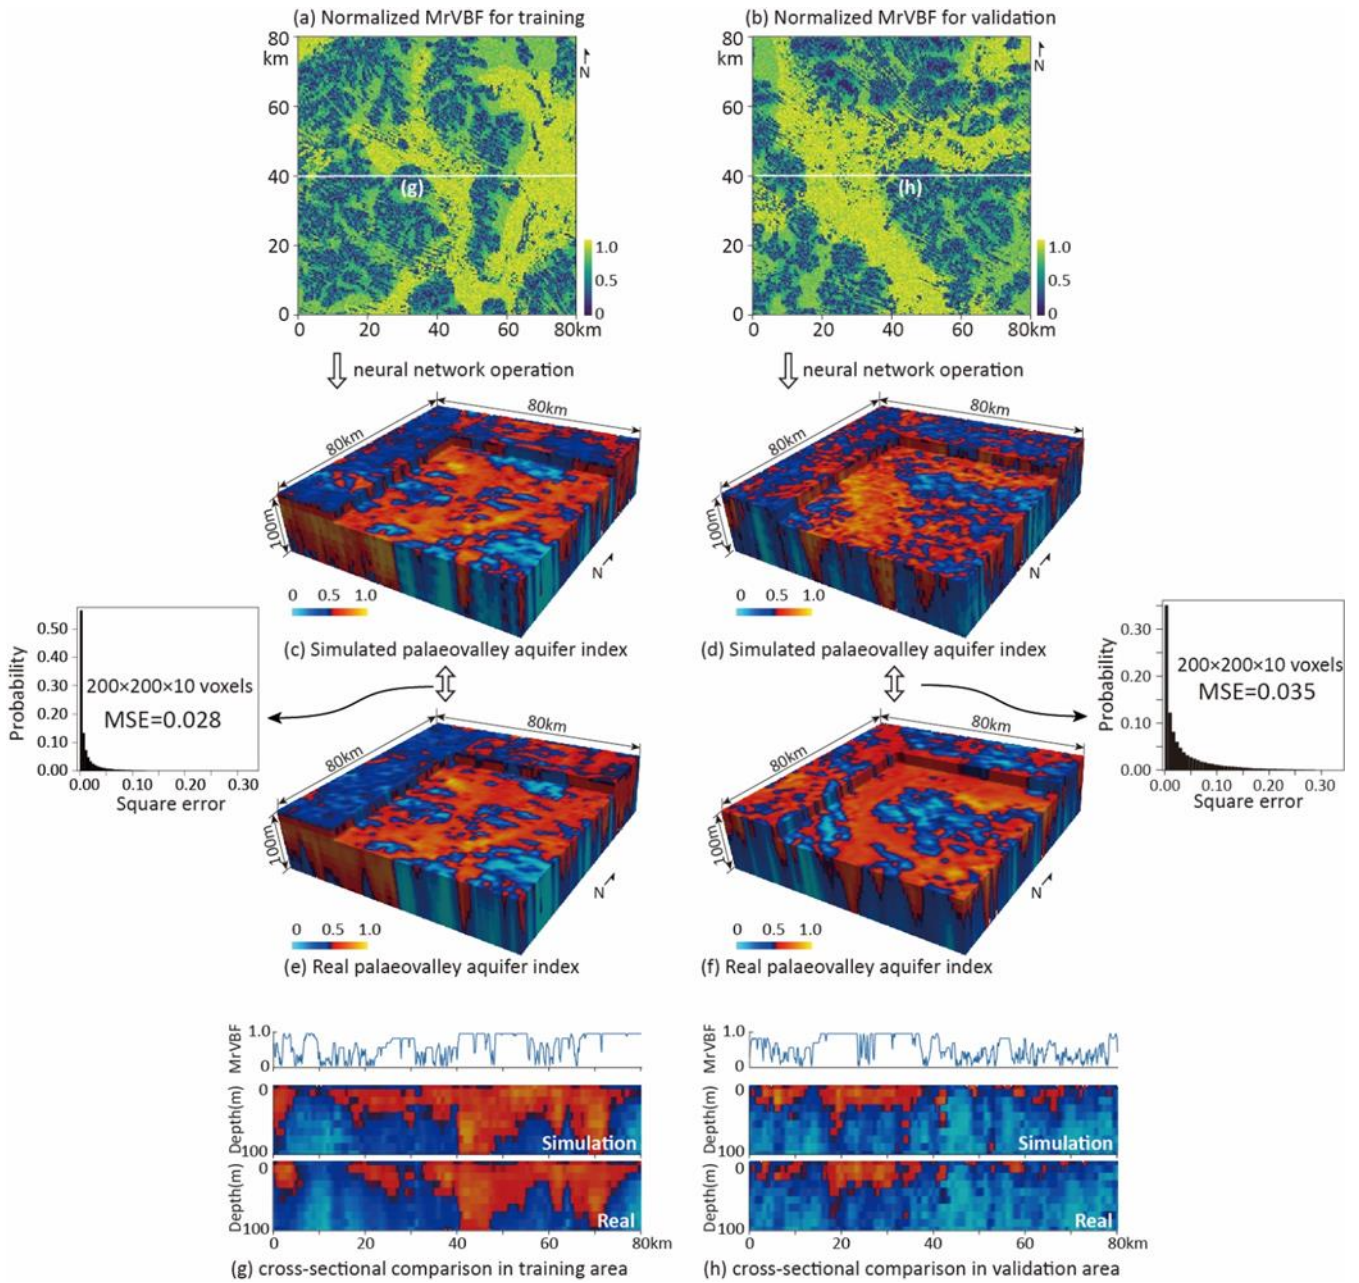 (a) Normalized MrVBF for training
80
km
60
40
20
0
0
20
40
60
80km
N
(g)
1.0
0.5
0
(b) Normalized MrVBF for validation
80
km
60
40
20
0
0
20
40
60
80km
N
(h)
1.0
0.5
0
neural network operation
neural network operation
80km
80km
100m
N
0 0.5 1.0
(c) Simulated palaeovalley aquifer index
80km
80km
100m
N
0 0.5 1.0
(d) Simulated palaeovalley aquifer index
Probability
0.50
0.40
0.30
0.20
0.10
0.00
200×200×10 voxels
MSE=0.028
0.00 0.10 0.20 0.30
Square error
Probability
0.30
0.20
0.10
0.00
200×200×10 voxels
MSE=0.035
0.00 0.10 0.20 0.30
Square error
80km
80km
100m
N
0 0.5 1.0
(e) Real palaeovalley aquifer index
80km
80km
100m
N
0 0.5 1.0
(f) Real palaeovalley aquifer index
MrVBF
1.0
0
Depth(m)
0
100
Simulation
Depth(m)
0
100
Real
0 20 40 60 80km
(g) cross-sectional comparison in training area
MrVBF
1.0
0
Depth(m)
0
100
Simulation
Depth(m)
0
100
Real
0 20 40 60 80km
(h) cross-sectional comparison in validation area